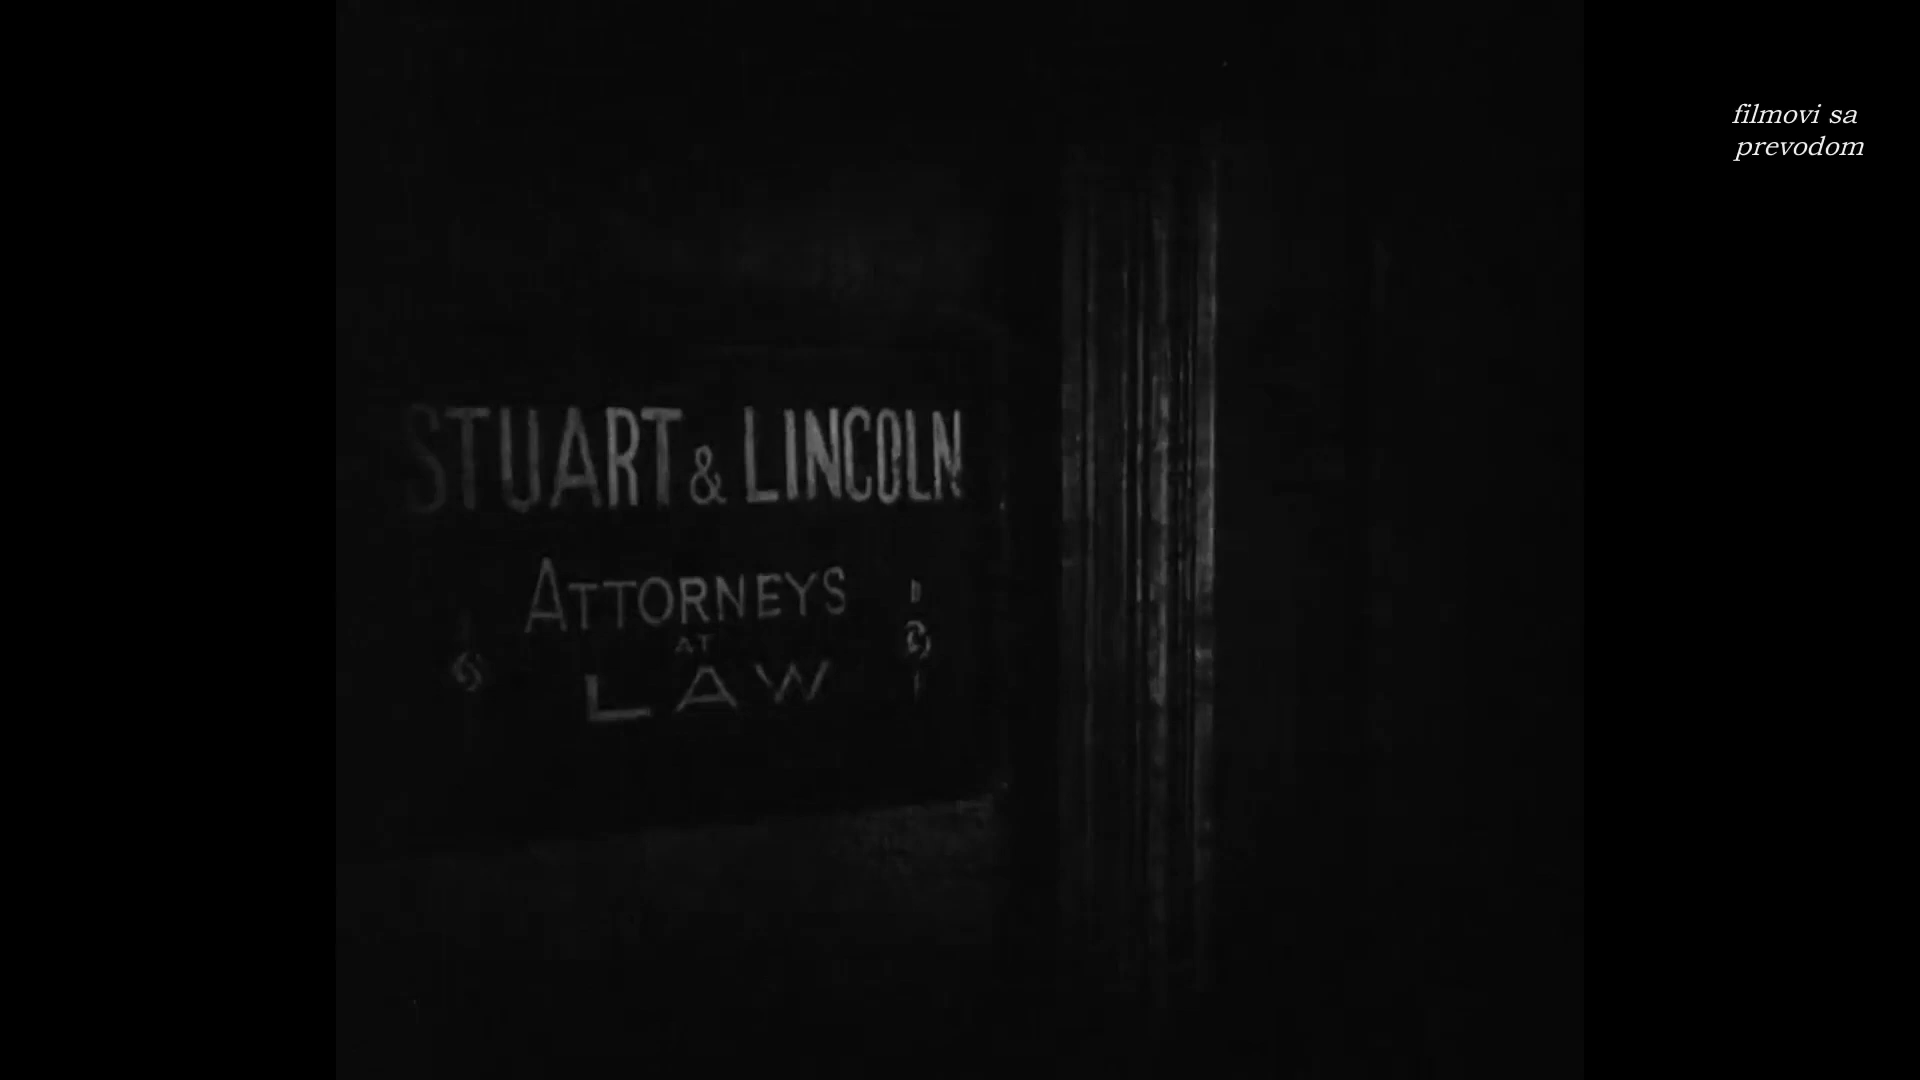 filmovi sa
prevodom
STUART & LINCOLN
ATTORNEYS
AT
LAW